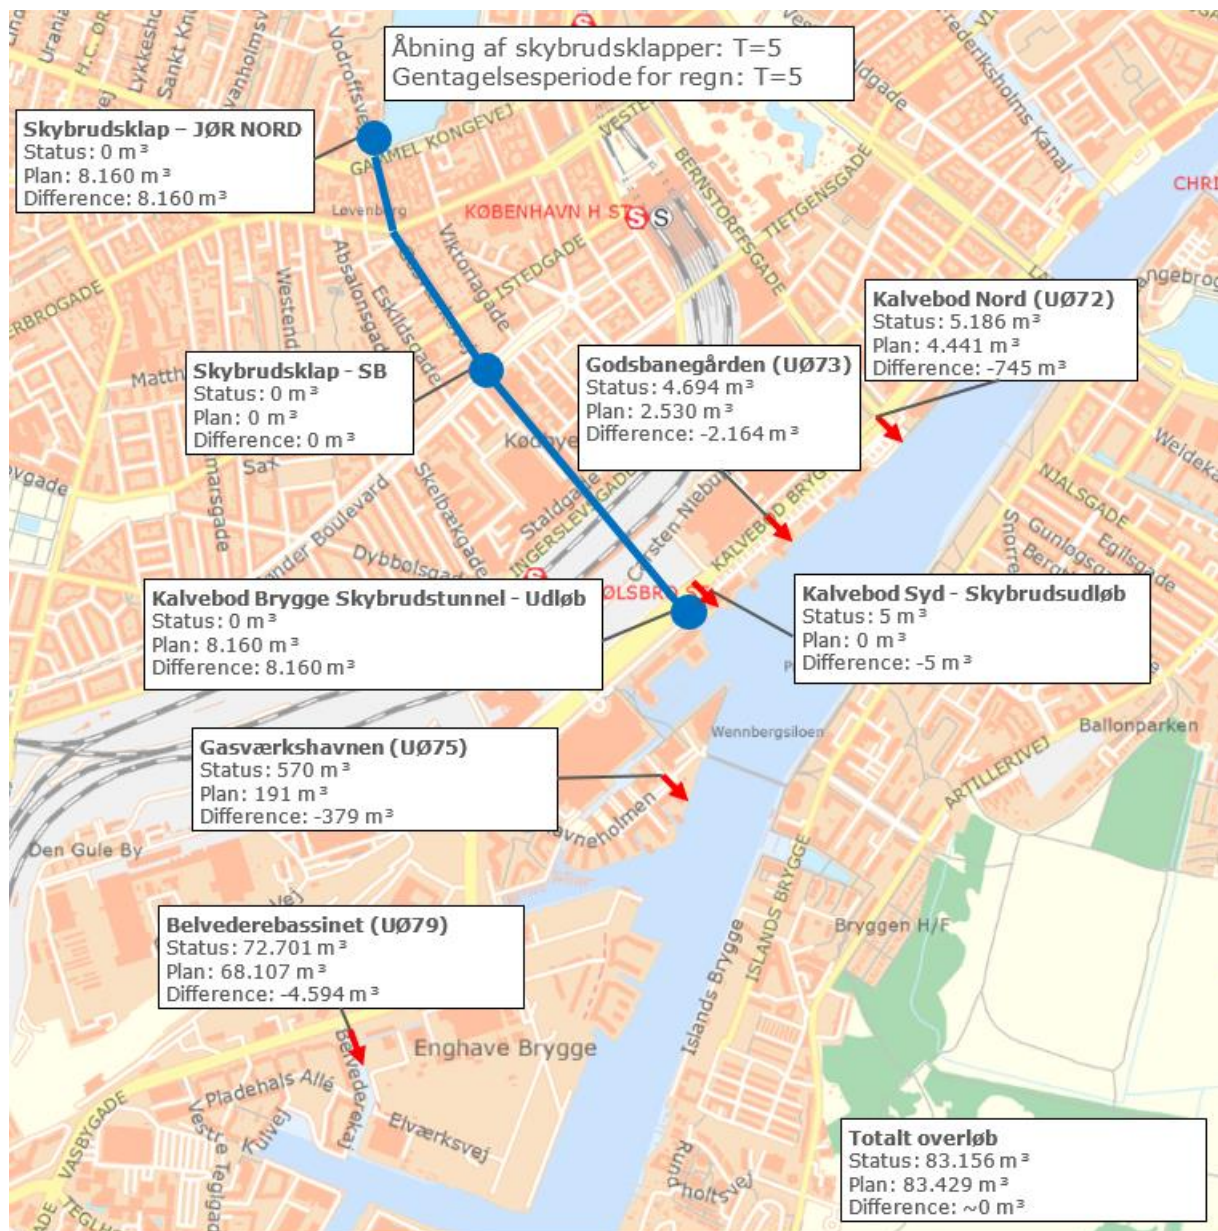 Åbning af skybrudsklapper: T=5
Gentagelsesperiode for regn: T=5
Skybrudsklap – JØR NORD
Status: 0 m³
Plan: 8.160 m³
Difference: 8.160 m³
Skybrudsklap - SB
Status: 0 m³
Plan: 0 m³
Difference: 0 m³
Kalvebod Nord (UØ72)
Status: 5.186 m³
Plan: 4.441 m³
Difference: -745 m³
Godsbanegården (UØ73)
Status: 4.694 m³
Plan: 2.530 m³
Difference: -2.164 m³
Kalvebod Brygge Skybrudstunnel - Udløb
Status: 0 m³
Plan: 8.160 m³
Difference: 8.160 m³
Kalvebod Syd - Skybrudsudløb
Status: 5 m³
Plan: 0 m³
Difference: -5 m³
Gasværkshavnen (UØ75)
Status: 570 m³
Plan: 191 m³
Difference: -379 m³
Belvederebassinet (UØ79)
Status: 72.701 m³
Plan: 68.107 m³
Difference: -4.594 m³
Totalt overløb
Status: 83.156 m³
Plan: 83.429 m³
Difference: ~0 m³
GAMMEL KONGEVEJ
BERNSTORFFSGADE
TIETGENSGADE
KØBENHAVN H ST
S
S
Løvenborg
Viktoriagade
ISTEDGADE
Absalonsgade
Eskildsgade
Westend
Skelbækgade
Staldgade
Dybbølsgade
KALVEBOD BRYGGE
Frederiksholms Kanal
NJALSGADE
Gunløgsgade
Egilsgade
Wennbergsiloen
Ballonparken
ARTILLERIVEJ
ISLANDS BRYGGE
Islands Brygge
Bryggen H/F
Den Gule By
Enghave Brygge
Belvederekaj
Pladehals Allé
Elværksvej
VASBYGADE